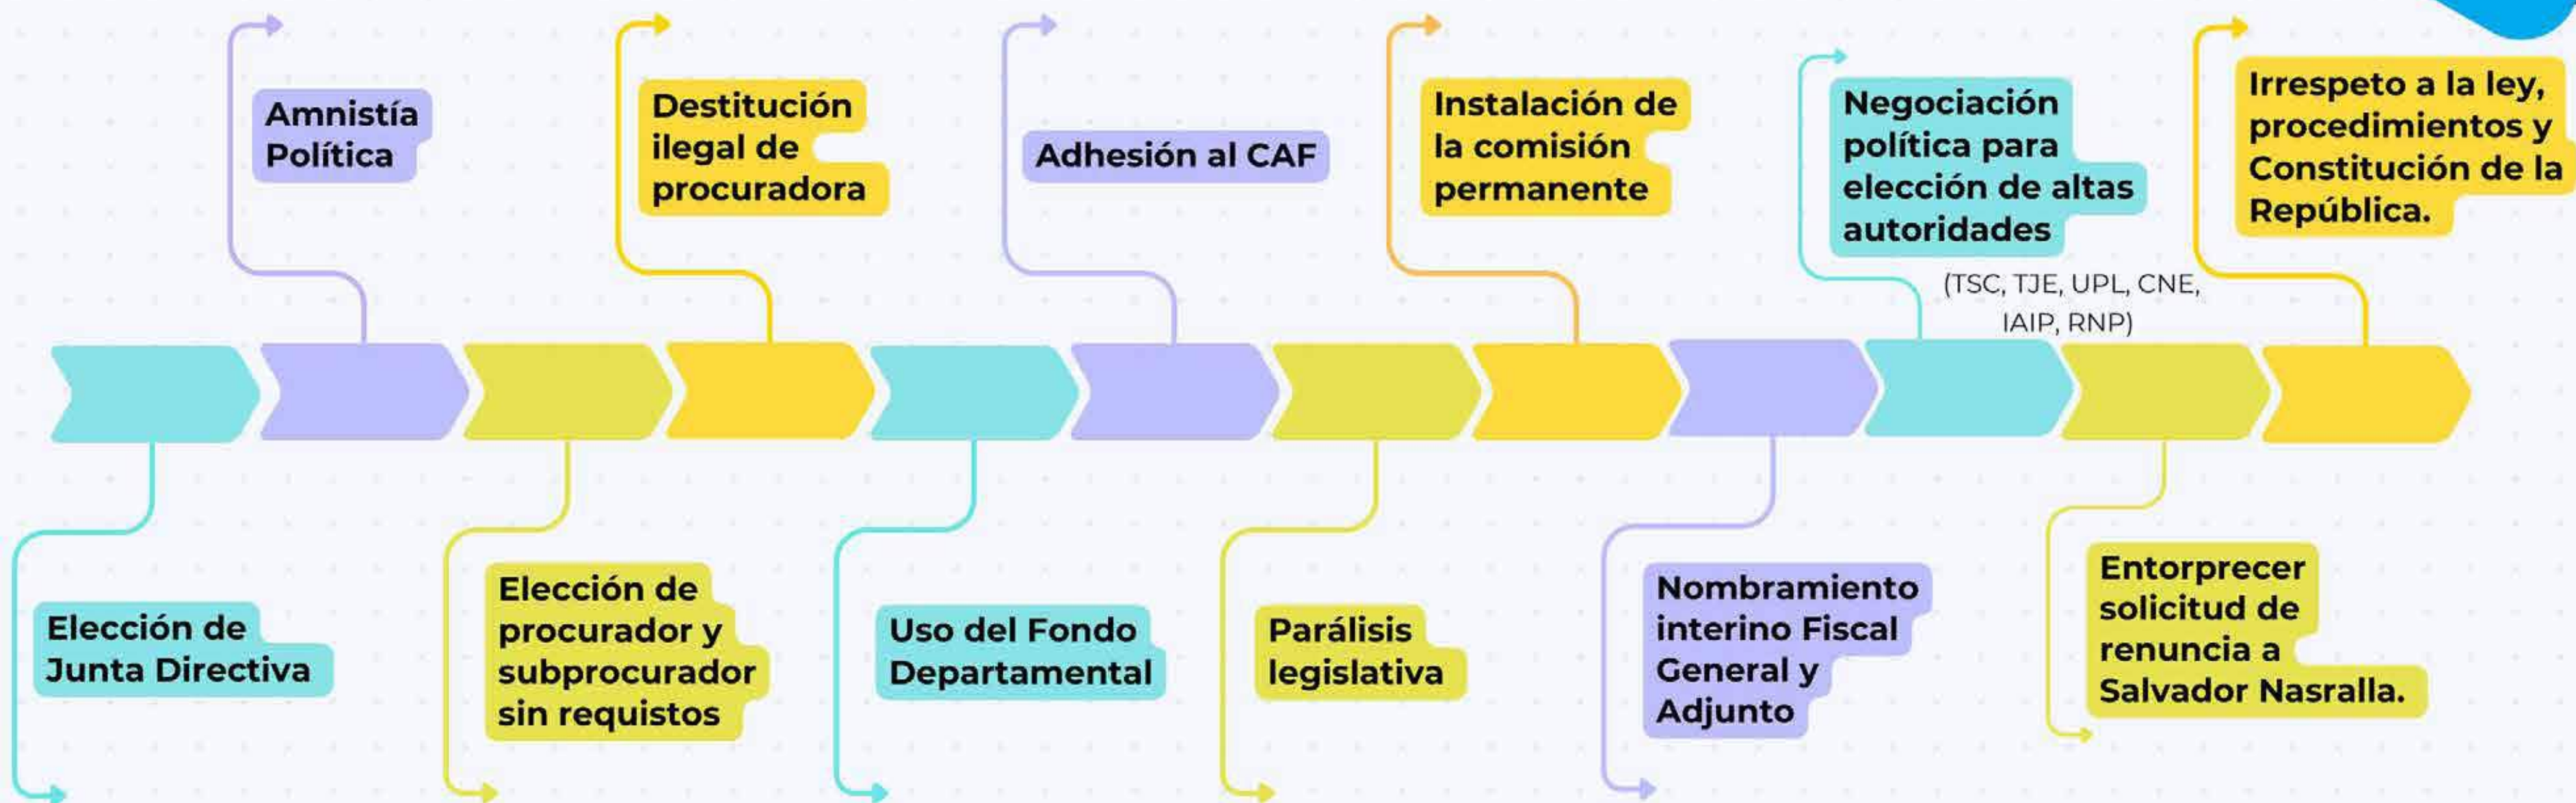 Amnistía
Política
Destitución
ilegal de
procuradora
Adhesión al CAF
Instalación de
la comisión
permanente
Negociación
política para
elección de altas
autoridades
(TSC, TJE, UPL, CNE,
IAIP, RNP)
Irrespeto a la ley,
procedimientos y
Constitución de la
República.
Elección de
Junta Directiva
Elección de
procurador y
subprocurador
sin requistos
Uso del Fondo
Departamental
Parálisis
legislativa
Nombramiento
interino Fiscal
General y
Adjunto
Entorprecer
solicitud de
renuncia a
Salvador Nasralla.